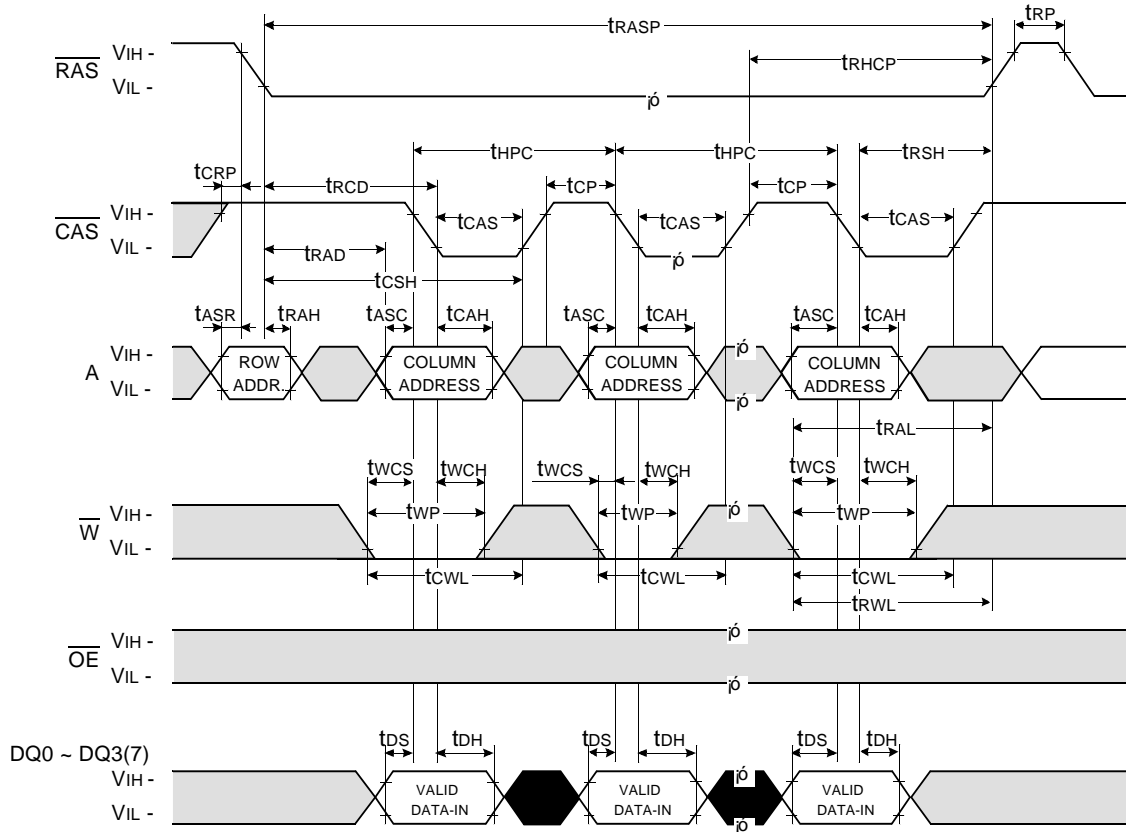 tRASP
tRP
RAS
VIH -
VIL -
tRHCP
¡ó
tHPC
tHPC
tRSH
tCRP
tRCD
tCP
tCP
CAS
VIH -
VIL -
tCAS
tCAS
tCAS
¡ó
tRAD
tCSH
tASR
tRAH
tASC
tCAH
tASC
tCAH
tASC
tCAH
A
VIH -
VIL -
ROW
ADDR.
COLUMN
ADDRESS
COLUMN
ADDRESS
¡ó
¡ó
COLUMN
ADDRESS
tRAL
tWCS
tWCH
tWCS
tWCH
tWCS
tWCH
W
VIH -
VIL -
tWP
tWP
¡ó
tWP
tCWL
tCWL
tCWL
tRWL
OE
VIH -
VIL -
¡ó
¡ó
DQ0 ~ DQ3(7)
VIH -
VIL -
tDS
tDH
tDS
tDH
tDS
tDH
VALID
DATA-IN
VALID
DATA-IN
¡ó
¡ó
VALID
DATA-IN